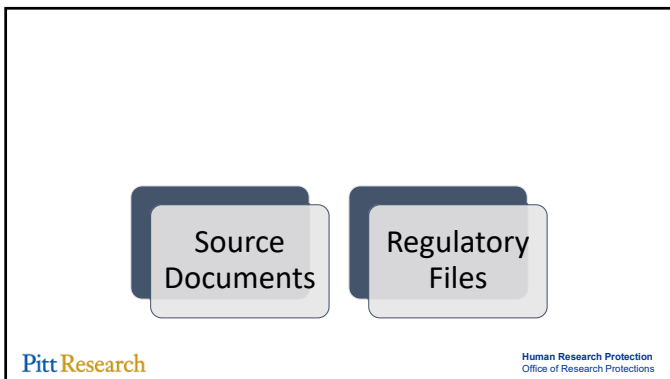 Source
Documents
Regulatory
Files
Pitt Research
Human Research Protection
Office of Research Protections